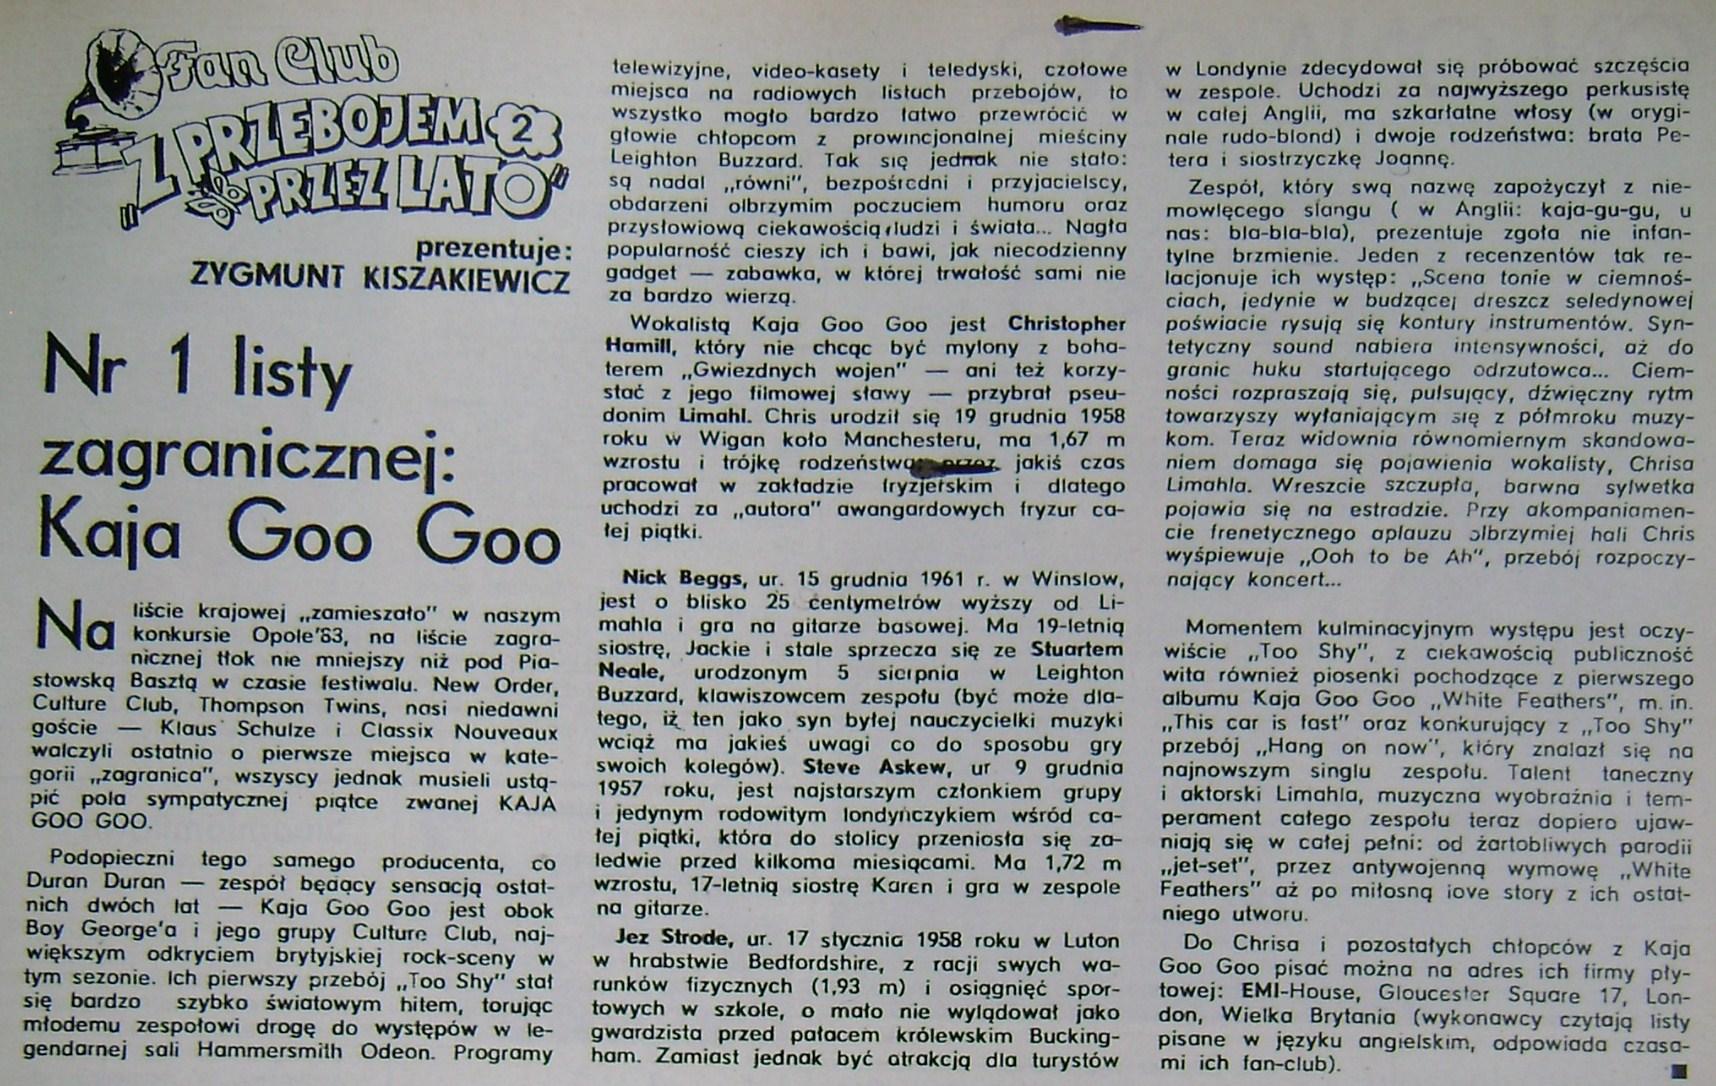 Fan Club
„Z PRZEBOJEM 2
PRZEZ LATO"
prezentuje:
ZYGMUNT KISZAKIEWICZ
Nr 1 listy
zagranicznej:
Kaja Goo Goo
Na liście krajowej „zamieszało" w naszym
konkursie Opole'83, na liście zagra-
nicznej tłok nie mniejszy niż pod Pia-
stowską Basztą w czasie festiwalu. New Order,
Culture Club, Thompson Twins, nasi niedawni
goście — Klaus Schulze i Classix Nouveaux
walczyli ostatnio o pierwsze miejsca w kate-
gorii „zagranica", wszyscy jednak musieli ustą-
pić pola sympatycznej piątce zwanej KAJA
GOO GOO.
Podopieczni tego samego producenta, co
Duran Duran — zespół będący sensacją ostat-
nich dwóch lat — Kaja Goo Goo jest obok
Boy George'a i jego grupy Culture Club, naj-
większym odkryciem brytyjskiej rock-sceny w
tym sezonie. Ich pierwszy przebój „Too Shy" stał
się bardzo szybko światowym hitem, torując
młodemu zespołowi drogę do występów w le-
gendarnej sali Hammersmith Odeon. Programy
telewizyjne, video-kasety i teledyski, czołowe
miejsca na radiowych listach przebojów, to
wszystko mogło bardzo łatwo przewrócić w
głowie chłopcom z prowincjonalnej mieściny
Leighton Buzzard. Tak się jednak nie stało:
są nadal „równi", bezpośredni i przyjacielscy,
obdarzeni olbrzymim poczuciem humoru oraz
przysłowiową ciekawością ludzi i świata... Nagła
popularność cieszy ich i bawi, jak niecodzienny
gadget — zabawka, w której trwałość sami nie
za bardzo wierzą.
Wokalistą Kaja Goo Goo jest Christopher
Hamill, który nie chcąc być mylony z boha-
terem „Gwiezdnych wojen" — ani też korzy-
stać z jego filmowej sławy — przybrał pseu-
donim Limahl. Chris urodził się 19 grudnia 1958
roku w Wigan koło Manchesteru, ma 1,67 m
wzrostu i trójkę rodzeństwa; przez jakiś czas
pracował w zakładzie fryzjerskim i dlatego
uchodzi za „autora" awangardowych fryzur ca-
łej piątki.
Nick Beggs, ur. 15 grudnia 1961 r. w Winslow,
jest o blisko 25 centymetrów wyższy od Li-
mahla i gra na gitarze basowej. Ma 19-letnią
siostrę, Jackie i stale sprzecza się ze Stuartem
Neale, urodzonym 5 sierpnia w Leighton
Buzzard, klawiszowcem zespołu (być może dla-
tego, iż ten jako syn byłej nauczycielki muzyki
wciąż ma jakieś uwagi co do sposobu gry
swoich kolegów). Steve Askew, ur 9 grudnia
1957 roku, jest najstarszym członkiem grupy
i jedynym rodowitym londyńczykiem wśród ca-
łej piątki, która do stolicy przeniosła się za-
ledwie przed kilkoma miesiącami. Ma 1,72 m
wzrostu, 17-letnią siostrę Karen i gra w zespole
na gitarze.
Jez Strode, ur. 17 stycznia 1958 roku w Luton
w hrabstwie Bedfordshire, z racji swych wa-
runków fizycznych (1,93 m) i osiągnięć spor-
towych w szkole, o mało nie wylądował jako
gwardzista przed pałacem królewskim Bucking-
ham. Zamiast jednak być atrakcją dla turystów
w Londynie zdecydował się próbować szczęścia
w zespole. Uchodzi za najwyższego perkusistę
w całej Anglii, ma szkarłatne włosy (w orygi-
nale rudo-blond) i dwoje rodzeństwa: brata Pe-
tera i siostrzyczkę Joannę.
Zespół, który swą nazwę zapożyczył z nie-
mowlęcego slangu ( w Anglii: kaja-gu-gu, u
nas: bla-bla-bla), prezentuje zgoła nie infan-
tylne brzmienie. Jeden z recenzentów tak re-
lacjonuje ich występ: „Scena tonie w ciemnoś-
ciach, jedynie w budzącej dreszcz seledynowej
poświacie rysują się kontury instrumentów. Syn-
tetyczny sound nabiera intensywności, aż do
granic huku startującego odrzutowca... Ciem-
ności rozpraszają się, pulsujący, dźwięczny rytm
towarzyszy wyłaniającym się z półmroku muzy-
kom. Teraz widownia równomiernym skandowa-
niem domaga się pojawienia wokalisty, Chrisa
Limahla. Wreszcie szczupła, barwna sylwetka
pojawia się na estradzie. Przy akompaniamen-
cie frenetycznego aplauzu olbrzymiej hali Chris
wyśpiewuje „Ooh to be Ah", przebój rozpoczy-
nający koncert...
Momentem kulminacyjnym występu jest oczy-
wiście „Too Shy", z ciekawością publiczność
wita również piosenki pochodzące z pierwszego
albumu Kaja Goo Goo „White Feathers", m. in.
„This car is fast" oraz konkurujący z „Too Shy"
przebój „Hang on now", który znalazł się na
najnowszym singlu zespołu. Talent taneczny
i aktorski Limahla, muzyczna wyobraźnia i tem-
perament całego zespołu teraz dopiero ujaw-
niają się w całej pełni: od żartobliwych parodii
„jet-set", przez antywojenną wymowę „White
Feathers" aż po miłosną love story z ich ostat-
niego utworu.
Do Chrisa i pozostałych chłopców z Kaja
Goo Goo pisać można na adres ich firmy pły-
towej: EMI-House, Gloucester Square 17, Lon-
don, Wielka Brytania (wykonawcy czytają listy
pisane w języku angielskim, odpowiada czasa-
mi ich fan-club).